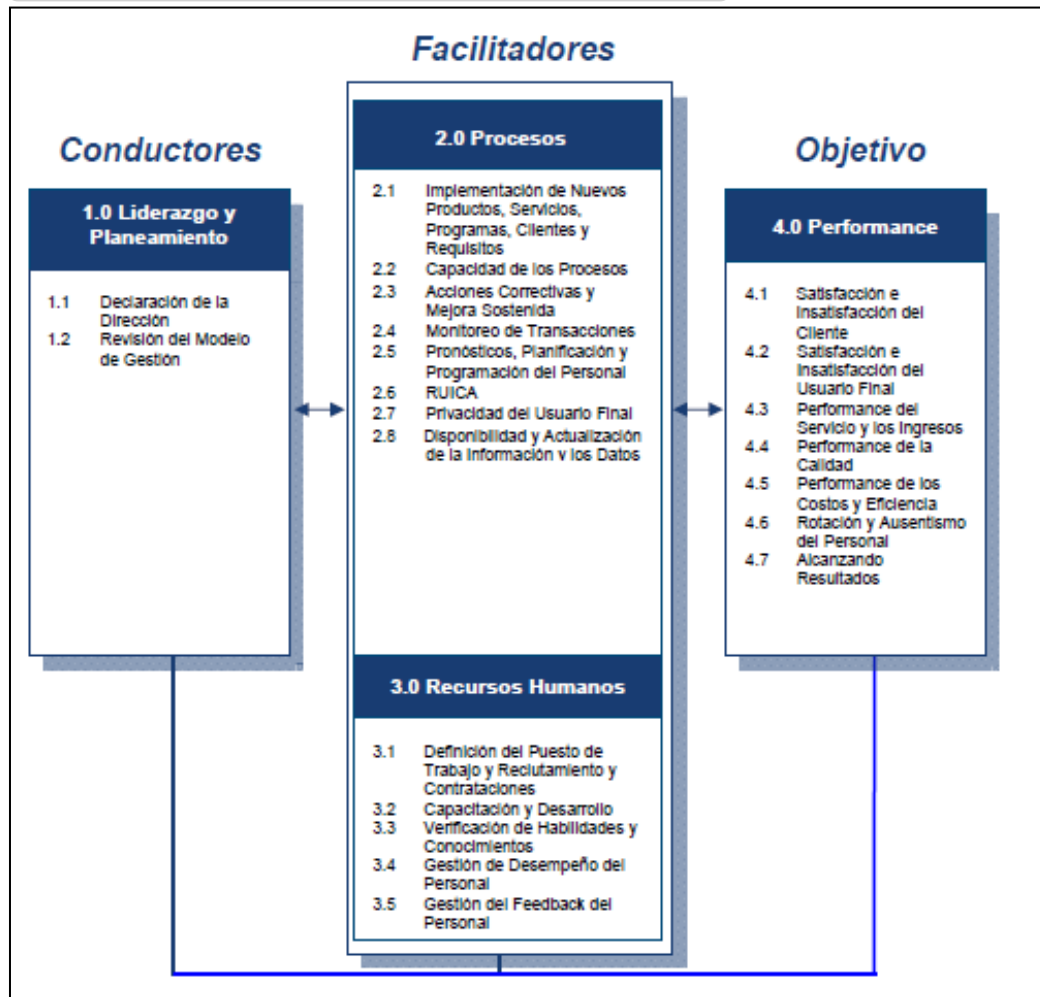 Facilitadores
Conductores
Objetivo
1.0 Liderazgo y
Planeamiento
1.1 Declaración de la
Dirección
1.2 Revisión del Modelo
de Gestión
2.0 Procesos
2.1 Implementación de Nuevos
Productos, Servicios,
Programas, Clientes y
Requisitos
2.2 Capacidad de los Procesos
2.3 Acciones Correctivas y
Mejora Sostenida
2.4 Monitoreo de Transacciones
2.5 Pronósticos, Planificación y
Programación del Personal
2.6 RUICA
2.7 Privacidad del Usuario Final
2.8 Disponibilidad y Actualización
de la Información y los Datos
3.0 Recursos Humanos
3.1 Definición del Puesto de
Trabajo y Reclutamiento y
Contrataciones
3.2 Capacitación y Desarrollo
3.3 Verificación de Habilidades y
Conocimientos
3.4 Gestión de Desempeño del
Personal
3.5 Gestión del Feedback del
Personal
4.0 Performance
4.1 Satisfacción e
Insatisfacción del
Cliente
4.2 Satisfacción e
Insatisfacción del
Usuario Final
4.3 Performance del
Servicio y los Ingresos
4.4 Performance de la
Calidad
4.5 Performance de los
Costos y Eficiencia
4.6 Rotación y Ausentismo
del Personal
4.7 Alcanzando
Resultados